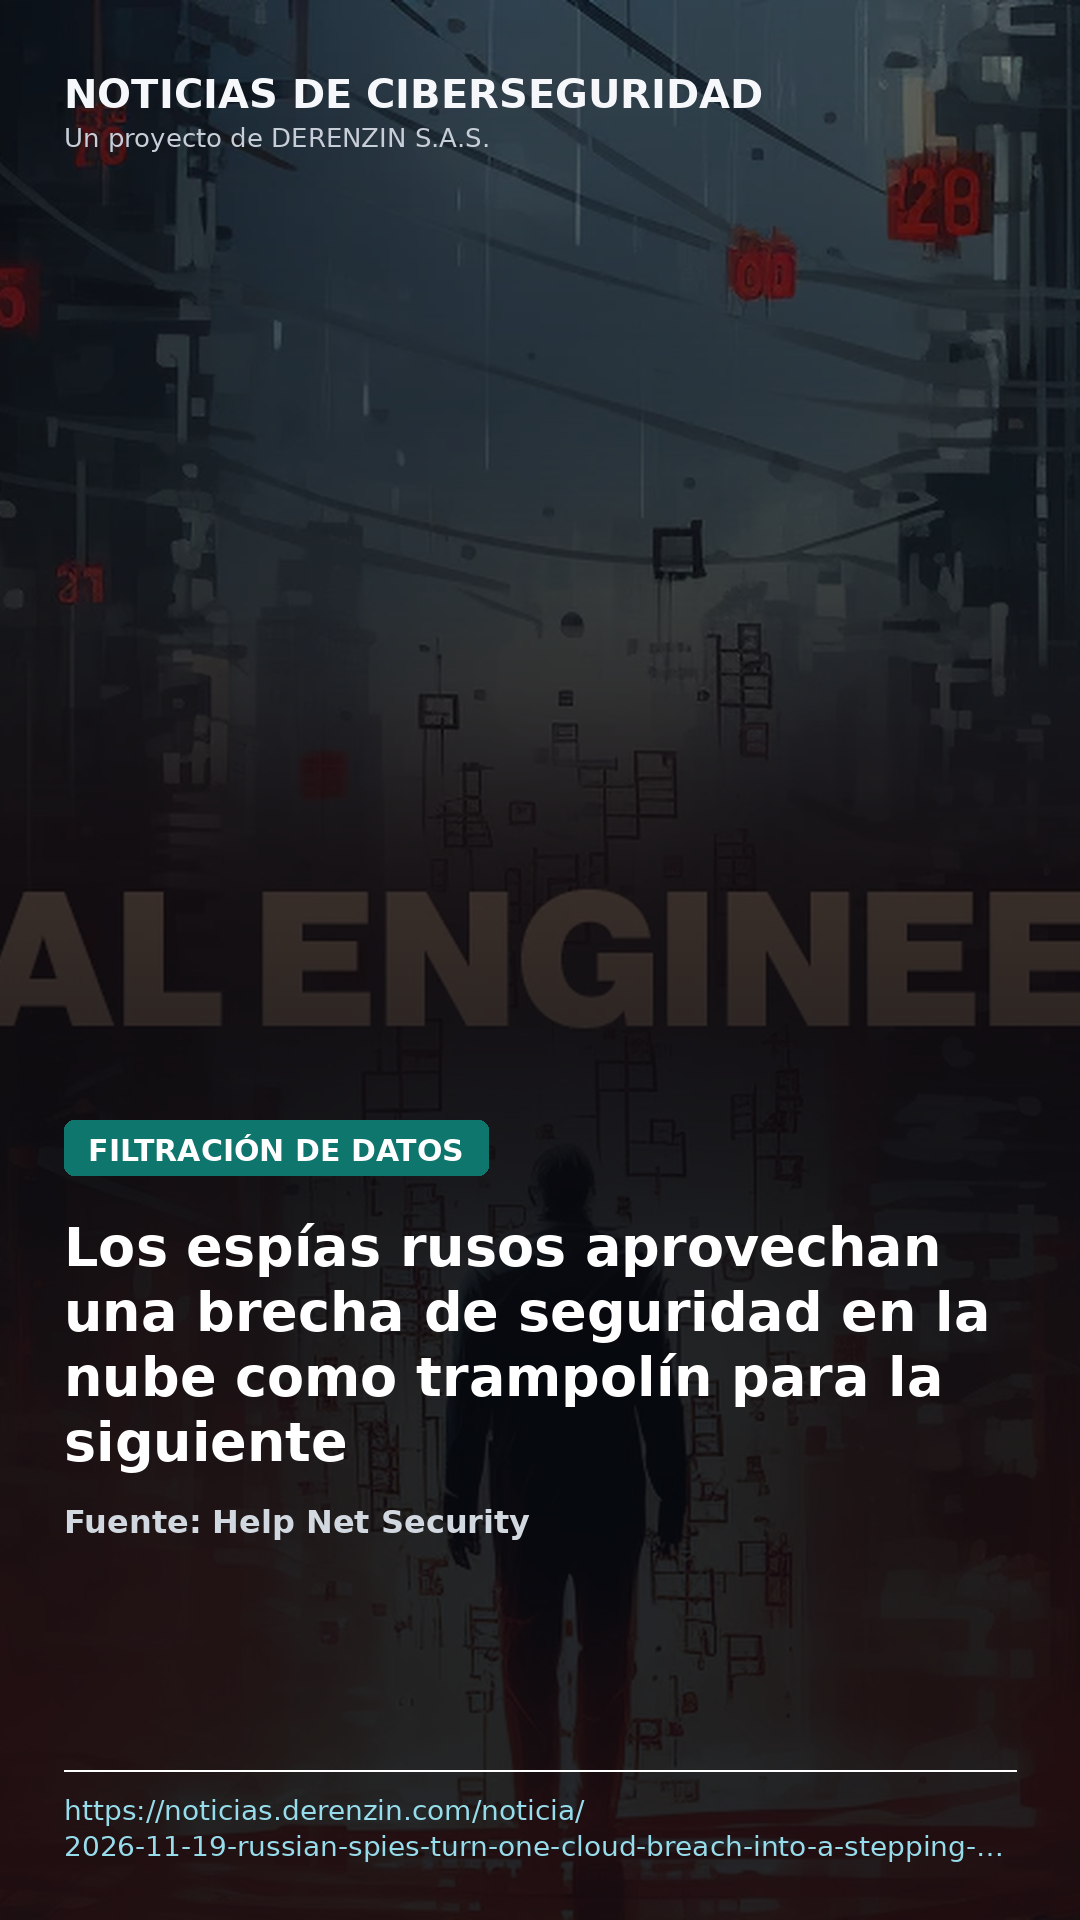 NOTICIAS DE CIBERSEGURIDAD
Un proyecto de DERENZIN S.A.S.
28
00
AL ENGINEE
FILTRACIÓN DE DATOS
Los espías rusos aprovechan
una brecha de seguridad en la
nube como trampolín para la
siguiente
Fuente: Help Net Security
https://noticias.derenzin.com/noticia/
2026-11-19-russian-spies-turn-one-cloud-breach-into-a-stepping-…